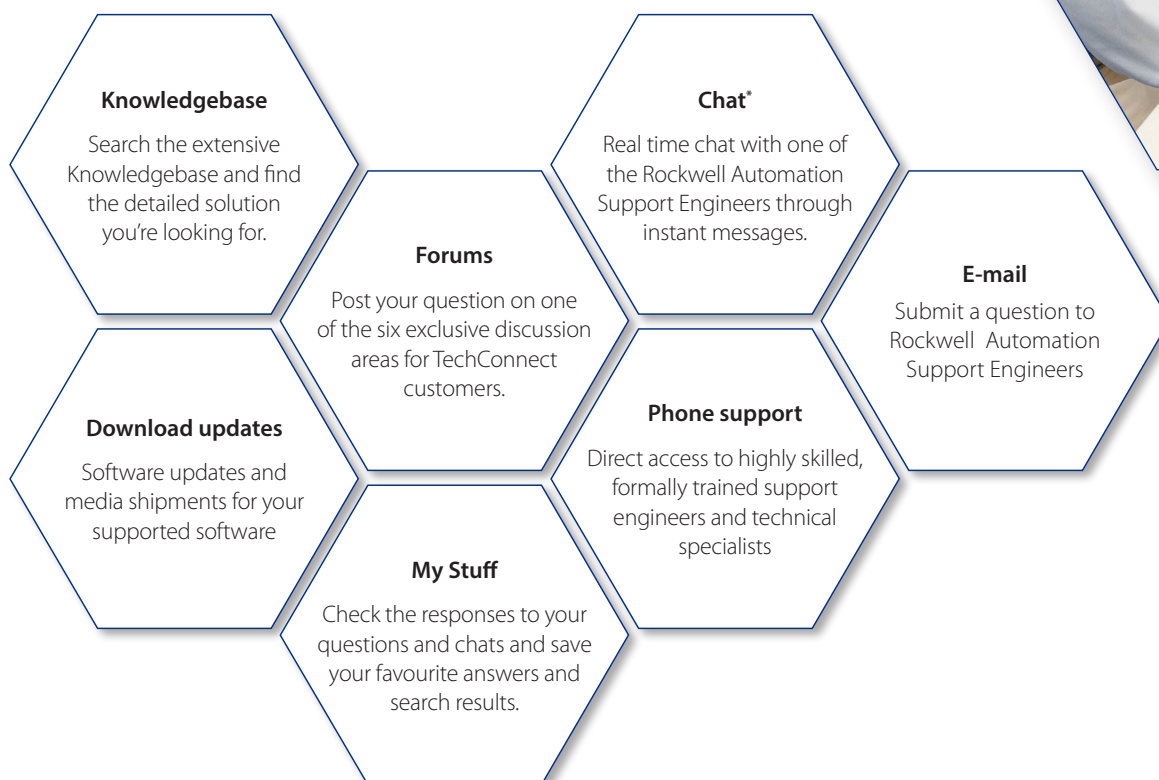 Knowledgebase
Search the extensive
Knowledgebase and find
the detailed solution
you're looking for.
Chat*
Real time chat with one of
the Rockwell Automation
Support Engineers through
instant messages.
Forums
Post your question on one
of the six exclusive discussion
areas for TechConnect
customers.
E-mail
Submit a question to
Rockwell Automation
Support Engineers
Download updates
Software updates and
media shipments for your
supported software
Phone support
Direct access to highly skilled,
formally trained support
engineers and technical
specialists
My Stuff
Check the responses to your
questions and chats and save
your favourite answers and
search results.